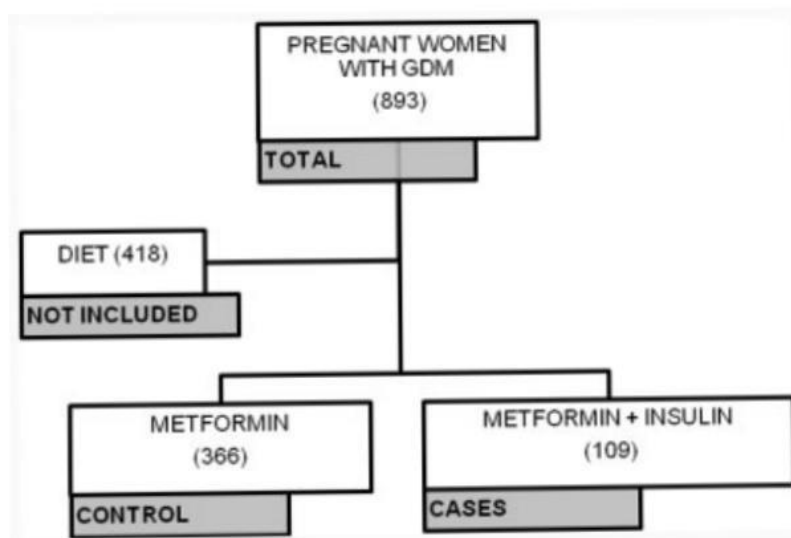 PREGNANT WOMEN
WITH GDM
(893)
TOTAL
DIET (418)
NOT INCLUDED
METFORMIN
(366)
CONTROL
METFORMIN + INSULIN
(109)
CASES